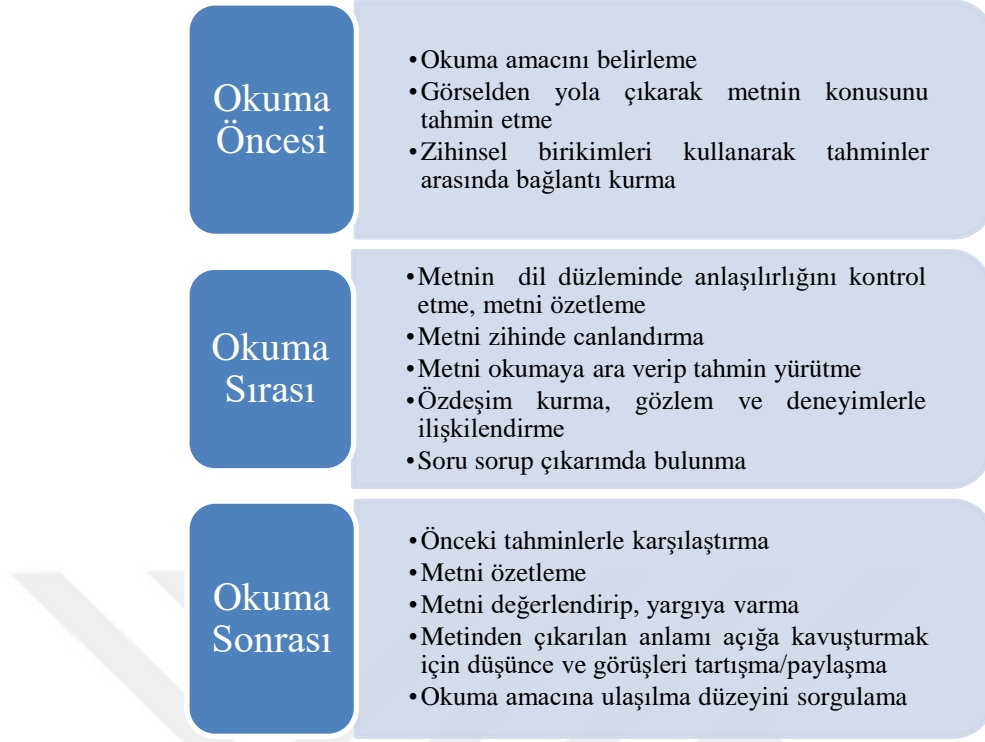 Okuma
Öncesi
•Okuma amacını belirleme
•Görselden yola çıkarak metnin konusunu
tahmin etme
•Zihinsel birikimleri kullanarak tahminler
arasında bağlantı kurma
Okuma
Sırası
•Metnin dil düzleminde anlaşılırlığını kontrol
etme, metni özetleme
•Metni zihinde canlandırma
•Metni okumaya ara verip tahmin yürütme
•Özdeşim kurma, gözlem ve deneyimlerle
ilişkilendirme
•Soru sorup çıkarımda bulunma
Okuma
Sonrası
•Önceki tahminlerle karşılaştırma
•Metni özetleme
•Metni değerlendirip, yargıya varma
•Metinden çıkarılan anlamı açığa kavuşturmak
için düşünce ve görüşleri tartışma/paylaşma
•Okuma amacına ulaşılma düzeyini sorgulama